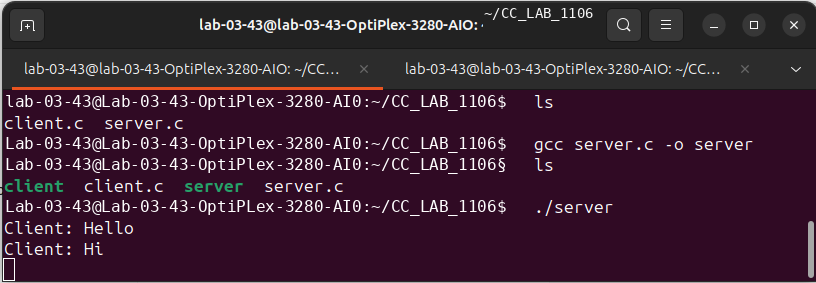 lab-03-43@lab-03-43-OptiPlex-3280-AIO: ~/CC_LAB_1106
lab-03-43@lab-03-43-OptiPlex-3280-AIO: ~/CC... × lab-03-43@lab-03-43-OptiPlex-3280-AIO: ~/CC... ×
lab-03-43@Lab-03-43-OptiPlex-3280-AI0:~/CC_LAB_1106$ ls
client.c server.c
Lab-03-43@Lab-03-43-OptiPLex-3280-AI0:~/CC_LAB_1106$ gcc server.c -o server
Lab-03-43@Lab-03-43-OptiPLex-3280-AI0:~/CC_LAB_1106§ ls
client client.c server server.c
Lab-03-43@Lab-03-43-OptiPLex-3280-AI0:~/CC_LAB_1106$ ./server
Client: Hello
Client: Hi